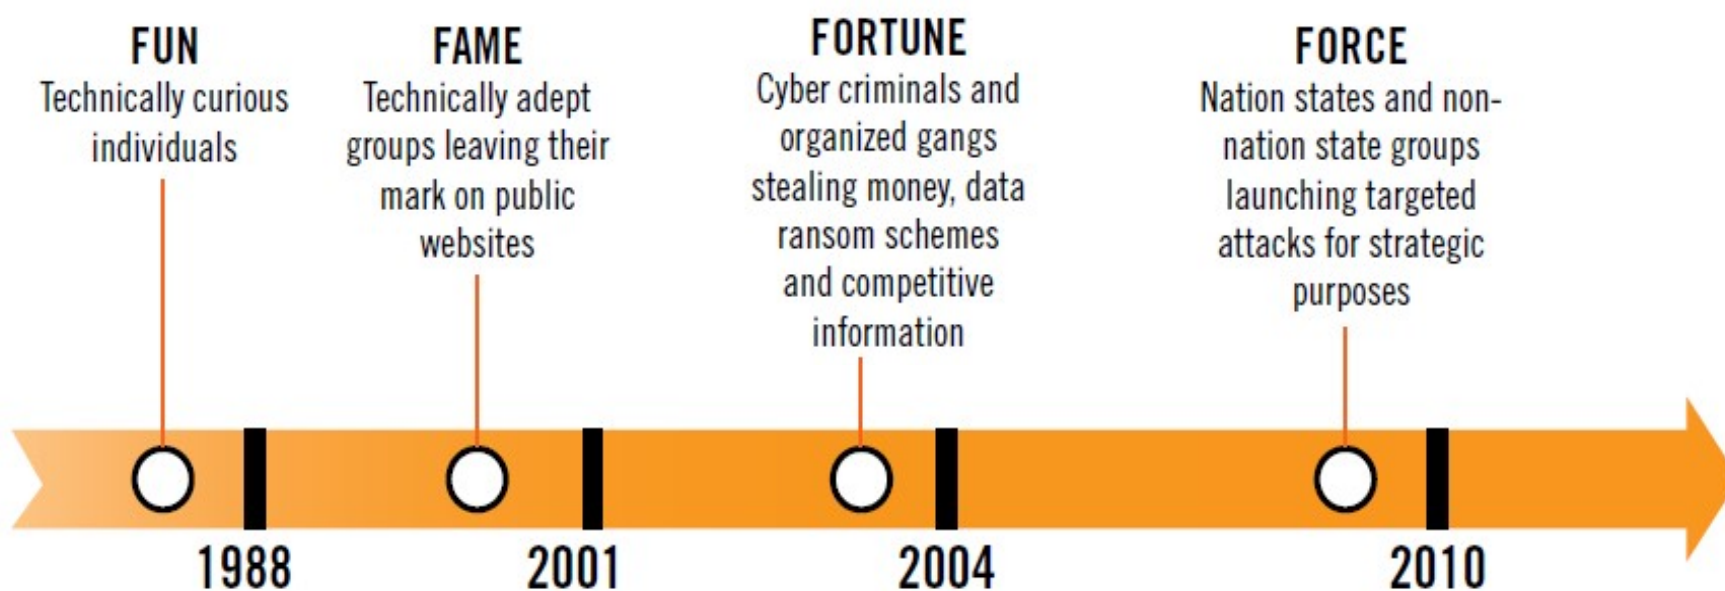 FUN
Technically curious
individuals
FAME
Technically adept
groups leaving their
mark on public
websites
FORTUNE
Cyber criminals and
organized gangs
stealing money, data
ransom schemes
and competitive
information
FORCE
Nation states and non-
nation state groups
launching targeted
attacks for strategic
purposes
1988
2001
2004
2010